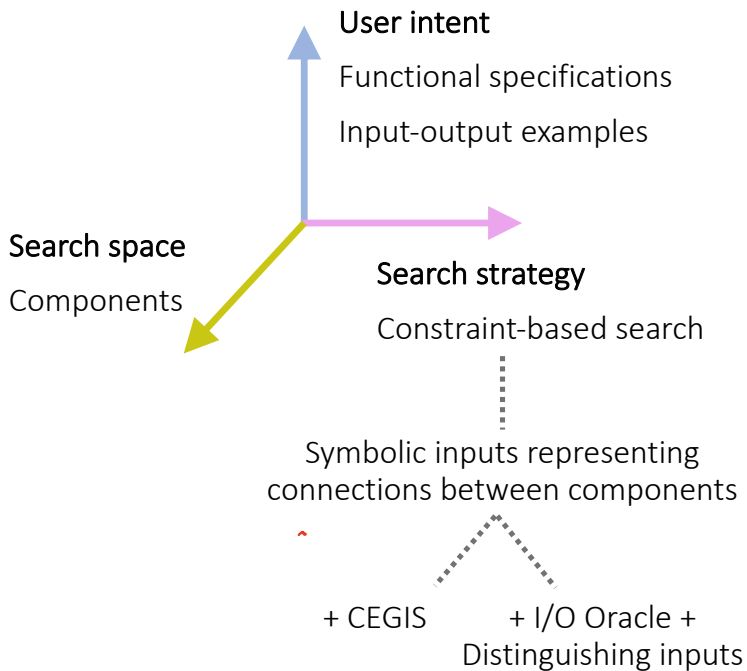 User intent
Functional specifications
Input-output examples
Search space
Components
Search strategy
Constraint-based search
Symbolic inputs representing
connections between components
+ CEGIS
+ I/O Oracle +
Distinguishing inputs